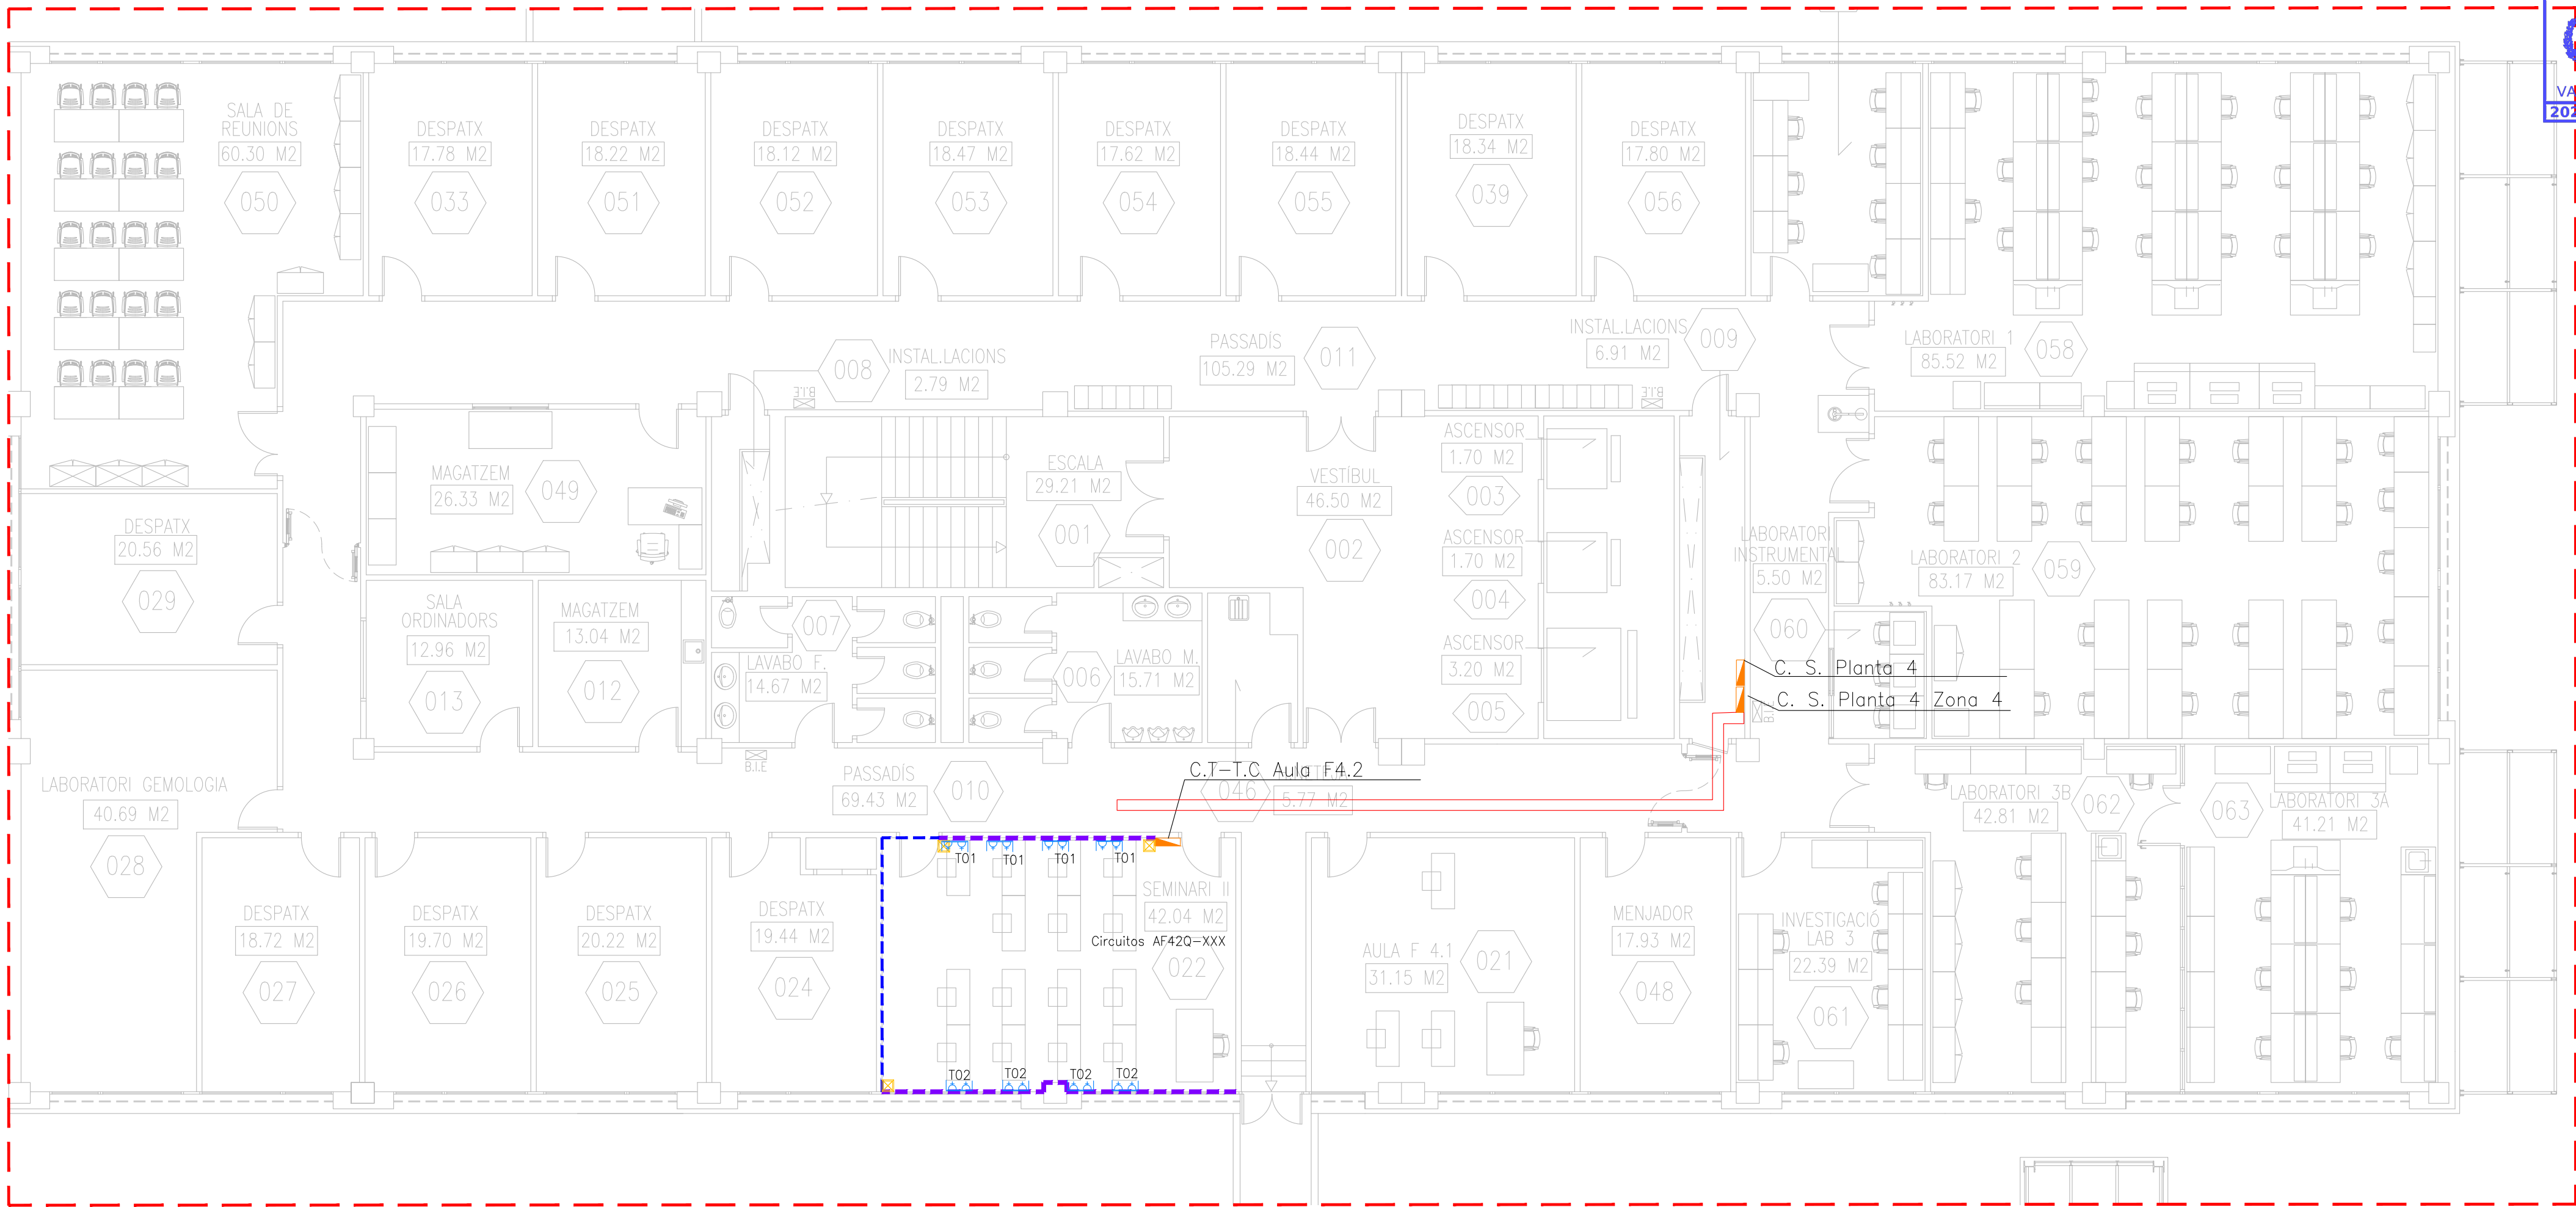 VA
202
SALA DE
REUNIONS
60.30 M2
050
DESPATX
17.78 M2
033
DESPATX
18.22 M2
051
DESPATX
18.12 M2
052
DESPATX
18.47 M2
053
DESPATX
17.62 M2
054
DESPATX
18.44 M2
055
DESPATX
18.34 M2
039
DESPATX
17.80 M2
056
008
INSTAL.LACIONS
2.79 M2
B.I.E
PASSADÍS
105.29 M2
011
INSTAL.LACIONS
6.91 M2
009
B.I.E
LABORATORI 1
85.52 M2
058
MAGATZEM
26.33 M2
049
ESCALA
29.21 M2
001
VESTÍBUL
46.50 M2
002
ASCENSOR
1.70 M2
003
ASCENSOR
1.70 M2
004
ASCENSOR
3.20 M2
005
LABORATORI
INSTRUMENTAL
5.50 M2
060
LABORATORI 2
83.17 M2
059
DESPATX
20.56 M2
029
SALA
ORDINADORS
12.96 M2
013
MAGATZEM
13.04 M2
012
007
LAVABO F.
14.67 M2
006
LAVABO M.
15.71 M2
C. S. Planta 4
C. S. Planta 4 Zona 4
B.I.E
B.I.E
LABORATORI GEMOLOGIA
40.69 M2
028
PASSADÍS
69.43 M2
010
C.T-T.C Aula F4.2
046
5.77 M2
LABORATORI 3B
42.81 M2
062
063
LABORATORI 3A
41.21 M2
T01
T01
T01
T01
DESPATX
18.72 M2
027
DESPATX
19.70 M2
026
DESPATX
20.22 M2
025
DESPATX
19.44 M2
024
SEMINARI II
42.04 M2
Circuitos AF42Q-XXX
022
AULA F 4.1
31.15 M2
021
MENJADOR
17.93 M2
048
INVESTIGACIÓ
LAB 3
22.39 M2
061
T02
T02
T02
T02